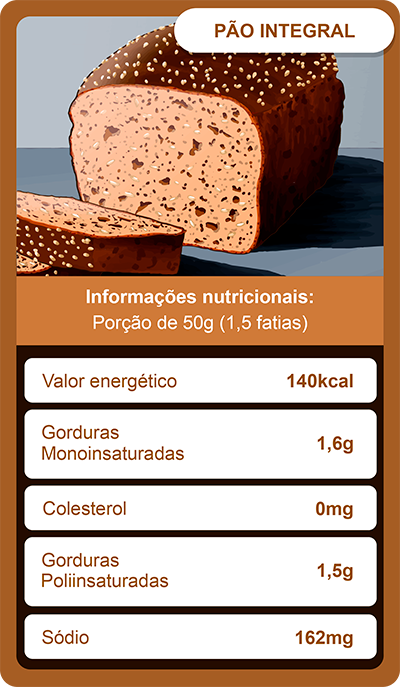 PÃO INTEGRAL
Informações nutricionais:
Porção de 50g (1,5 fatias)
Valor energético 140kcal
Gorduras
Monoinsaturadas 1,6g
Colesterol 0mg
Gorduras
Poliinsaturadas 1,5g
Sódio 162mg